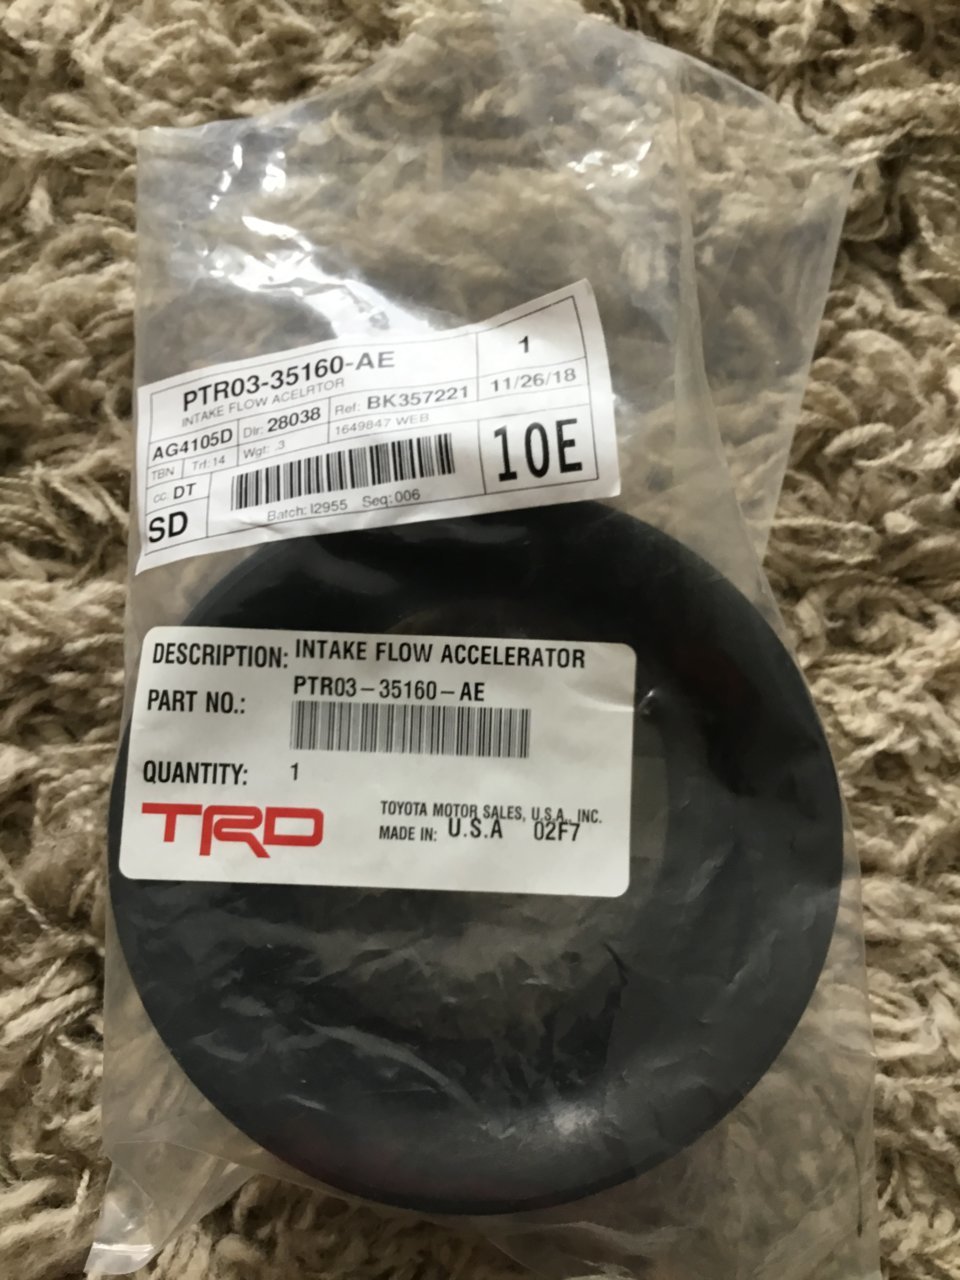 PTR03-35160-AE
1
INTAKE FLOW ACELRTOR
AG4105D
Dlr: 28038
Ref: BK357221
11/26/18
TBN
Trf: 14
Wgt: .3
1649847 WEB
cc: DT
10E
SD
Batch: I2955 Seq: 006
DESCRIPTION: INTAKE FLOW ACCELERATOR
PART NO.: PTR03-35160-AE
QUANTITY: 1
TRD
TOYOTA MOTOR SALES, U.S.A., INC.
MADE IN: U.S.A 02F7